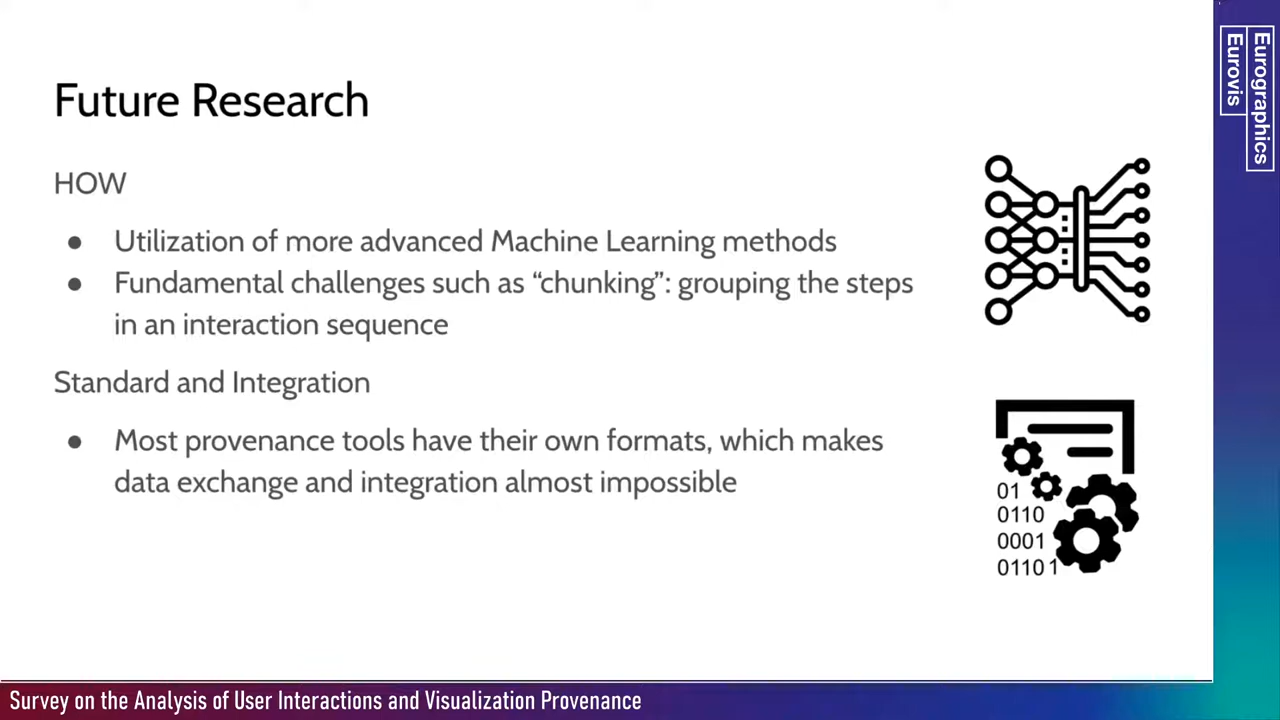 Future Research
HOW
● Utilization of more advanced Machine Learning methods
● Fundamental challenges such as “chunking”: grouping the steps
in an interaction sequence
Standard and Integration
● Most provenance tools have their own formats, which makes
data exchange and integration almost impossible
01
0110
0001
0110 1
Eurographics
Eurovis
Survey on the Analysis of User Interactions and Visualization Provenance